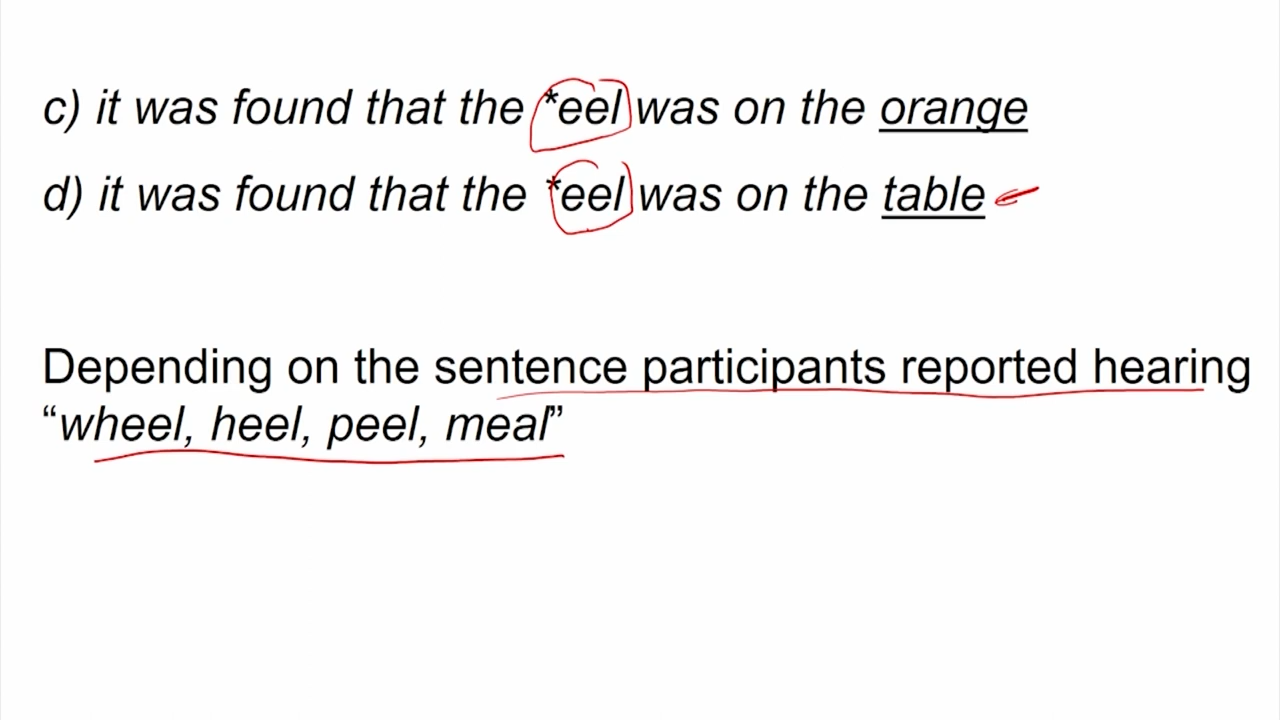 c) it was found that the *eel was on the orange
d) it was found that the *eel was on the table
Depending on the sentence participants reported hearing
“wheel, heel, peel, meal”